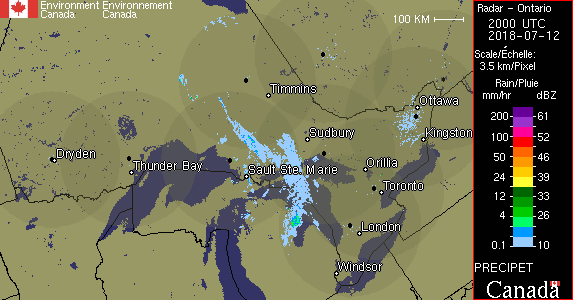 Environment Environnement
Canada Canada
100 KM
Timmins
Ottawa
Sudbury
Kingston
Dryden
Thunder Bay
Sault Ste. Marie
Orillia
Toronto
London
Windsor
Radar - Ontario
2000 UTC
2018-07-12
Scale/Échelle:
3.5 km/Pixel
Rain/Pluie
mm/hr dBZ
200 61
100 52
50 46
24 39
12 33
4 26
1 18
0.1 10
PRECIPET
Canada